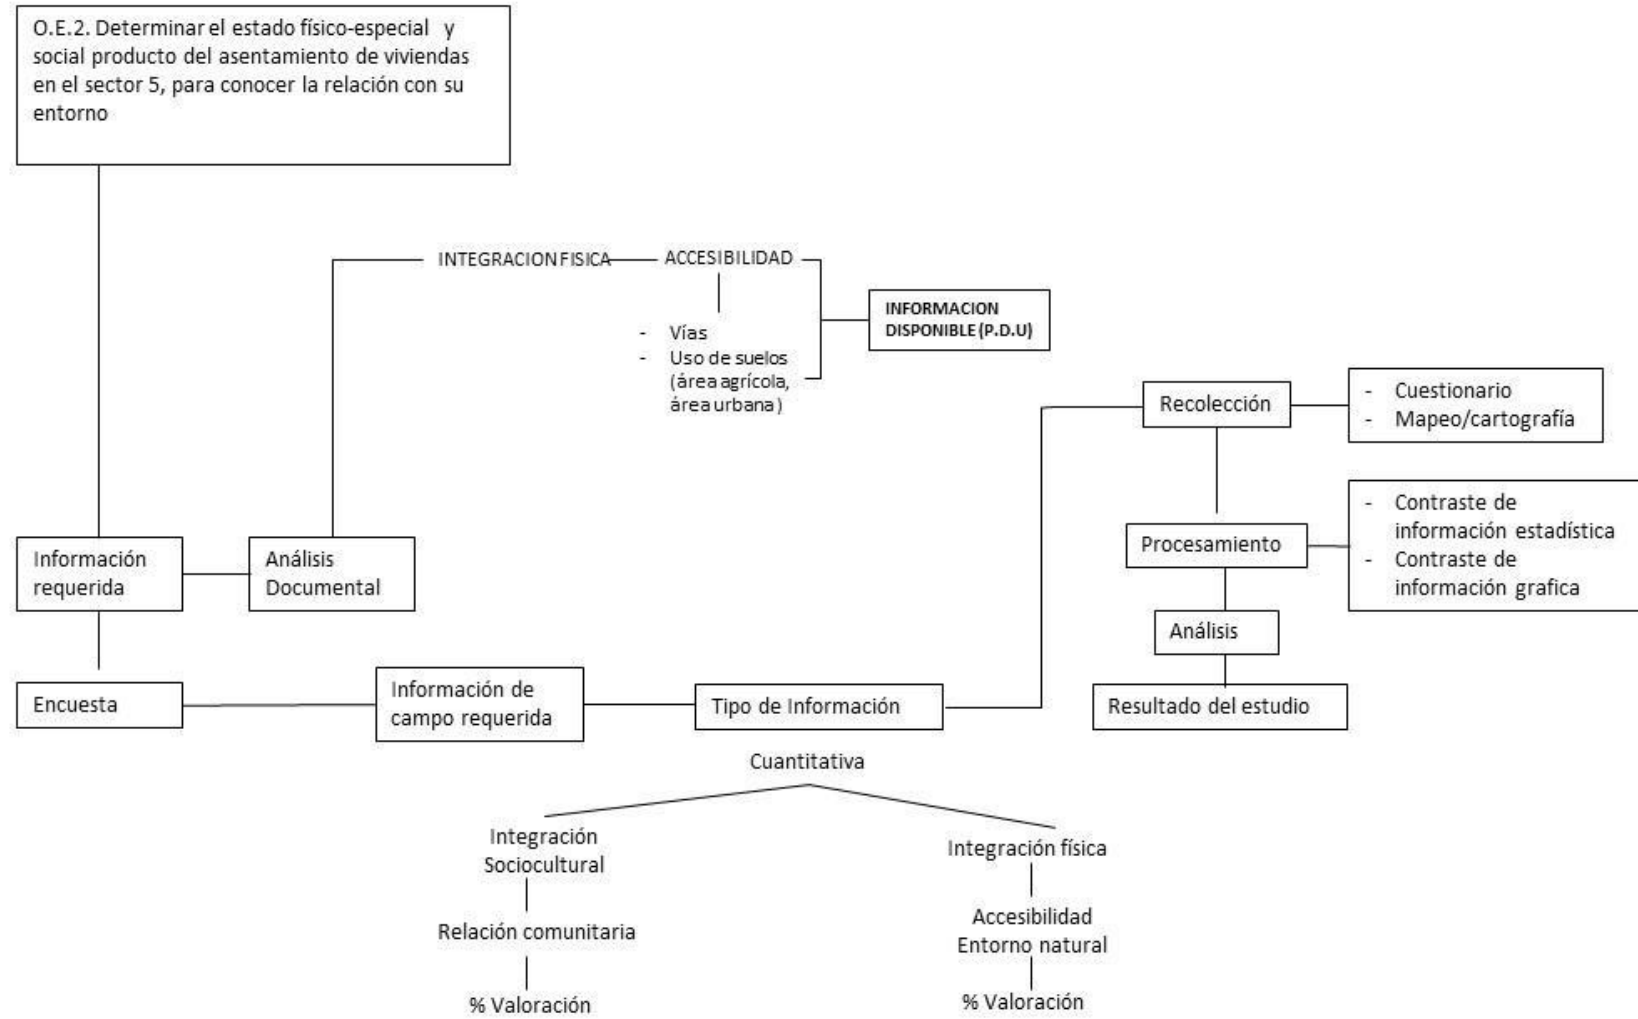 O.E.2. Determinar el estado físico-especial y
social producto del asentamiento de viviendas
en el sector 5, para conocer la relación con su
entorno
INTEGRACION FISICA
ACCESIBILIDAD
- Vías
- Uso de suelos
(área agrícola,
área urbana)
INFORMACION
DISPONIBLE (P.D.U)
Recolección
- Cuestionario
- Mapeo/cartografía
Procesamiento
- Contraste de
información estadística
- Contraste de
información grafica
Análisis
Resultado del estudio
Información
requerida
Análisis
Documental
Encuesta
Información de
campo requerida
Tipo de Información
Cuantitativa
Integración
Sociocultural
Relación comunitaria
% Valoración
Integración física
Accesibilidad
Entorno natural
% Valoración